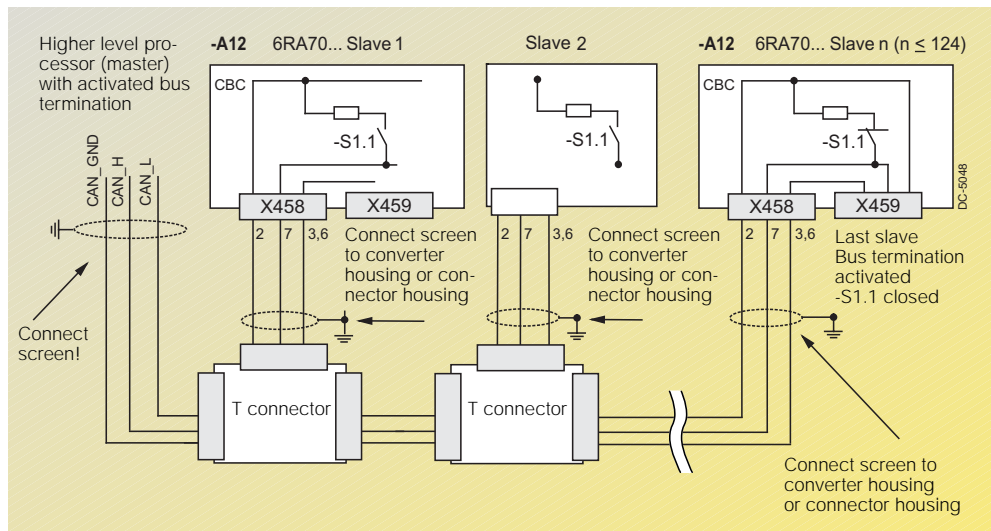 Higher level pro-
cessor (master)
with activated bus
termination
-A12 6RA70... Slave 1
Slave 2
-A12 6RA70... Slave n (n ≤ 124)
CBC
-S1.1
-S1.1
CBC
-S1.1
CAN_GND
CAN_H
CAN_L
X458
X459
X458
X459
DC-5048
2 7 3,6
Connect screen
to converter
housing or con-
nector housing
2 7 3,6
Connect screen
to converter
housing or con-
nector housing
2 7 3,6
Last slave
Bus termination
activated
-S1.1 closed
Connect
screen!
T connector
T connector
Connect screen to
converter housing
or connector housing